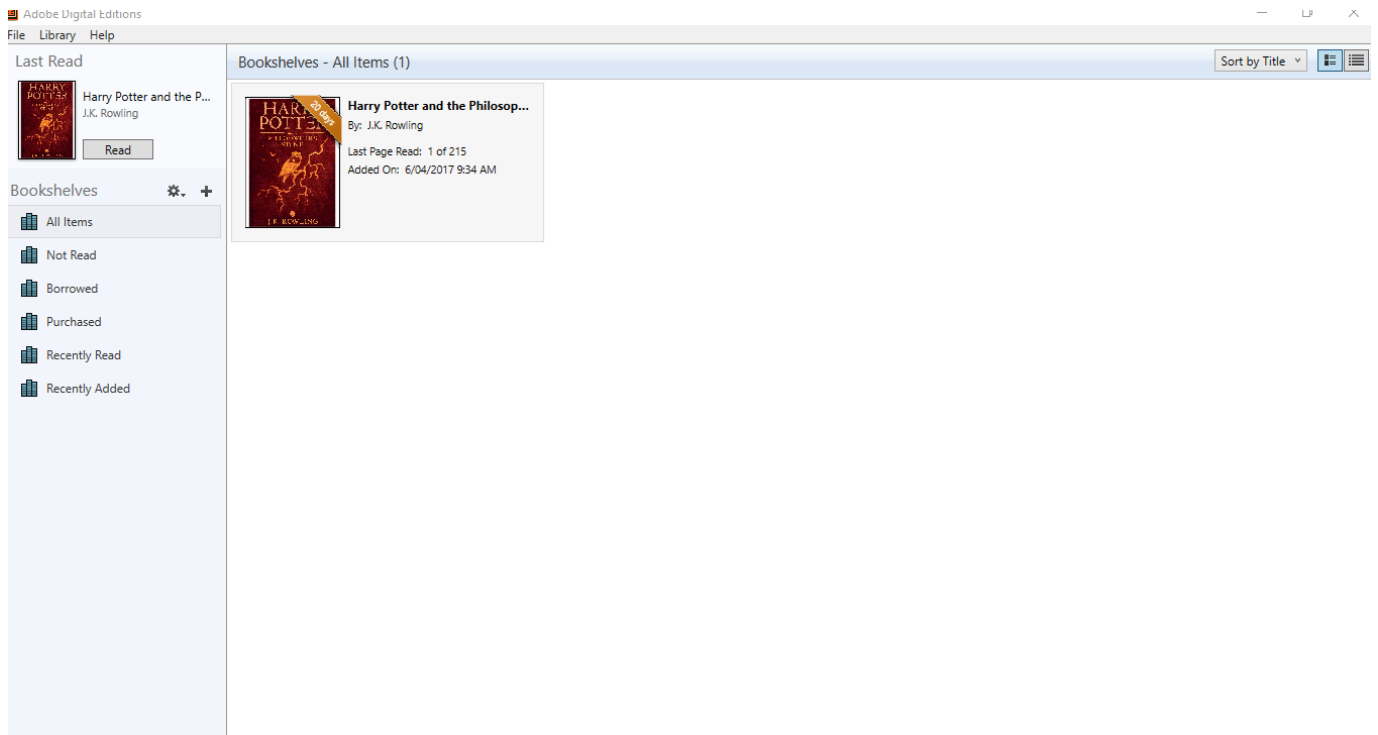 Adobe Digital Editions
File Library Help
Last Read
HARRY POTTER
Harry Potter and the P...
J.K. Rowling
Read
Bookshelves
All Items
Not Read
Borrowed
Purchased
Recently Read
Recently Added
Bookshelves - All Items (1)
Sort by Title
20 days
HARRY
POTTER
J.K. ROWLING
Harry Potter and the Philosop...
By: J.K. Rowling
Last Page Read: 1 of 215
Added On: 6/04/2017 9:34 AM